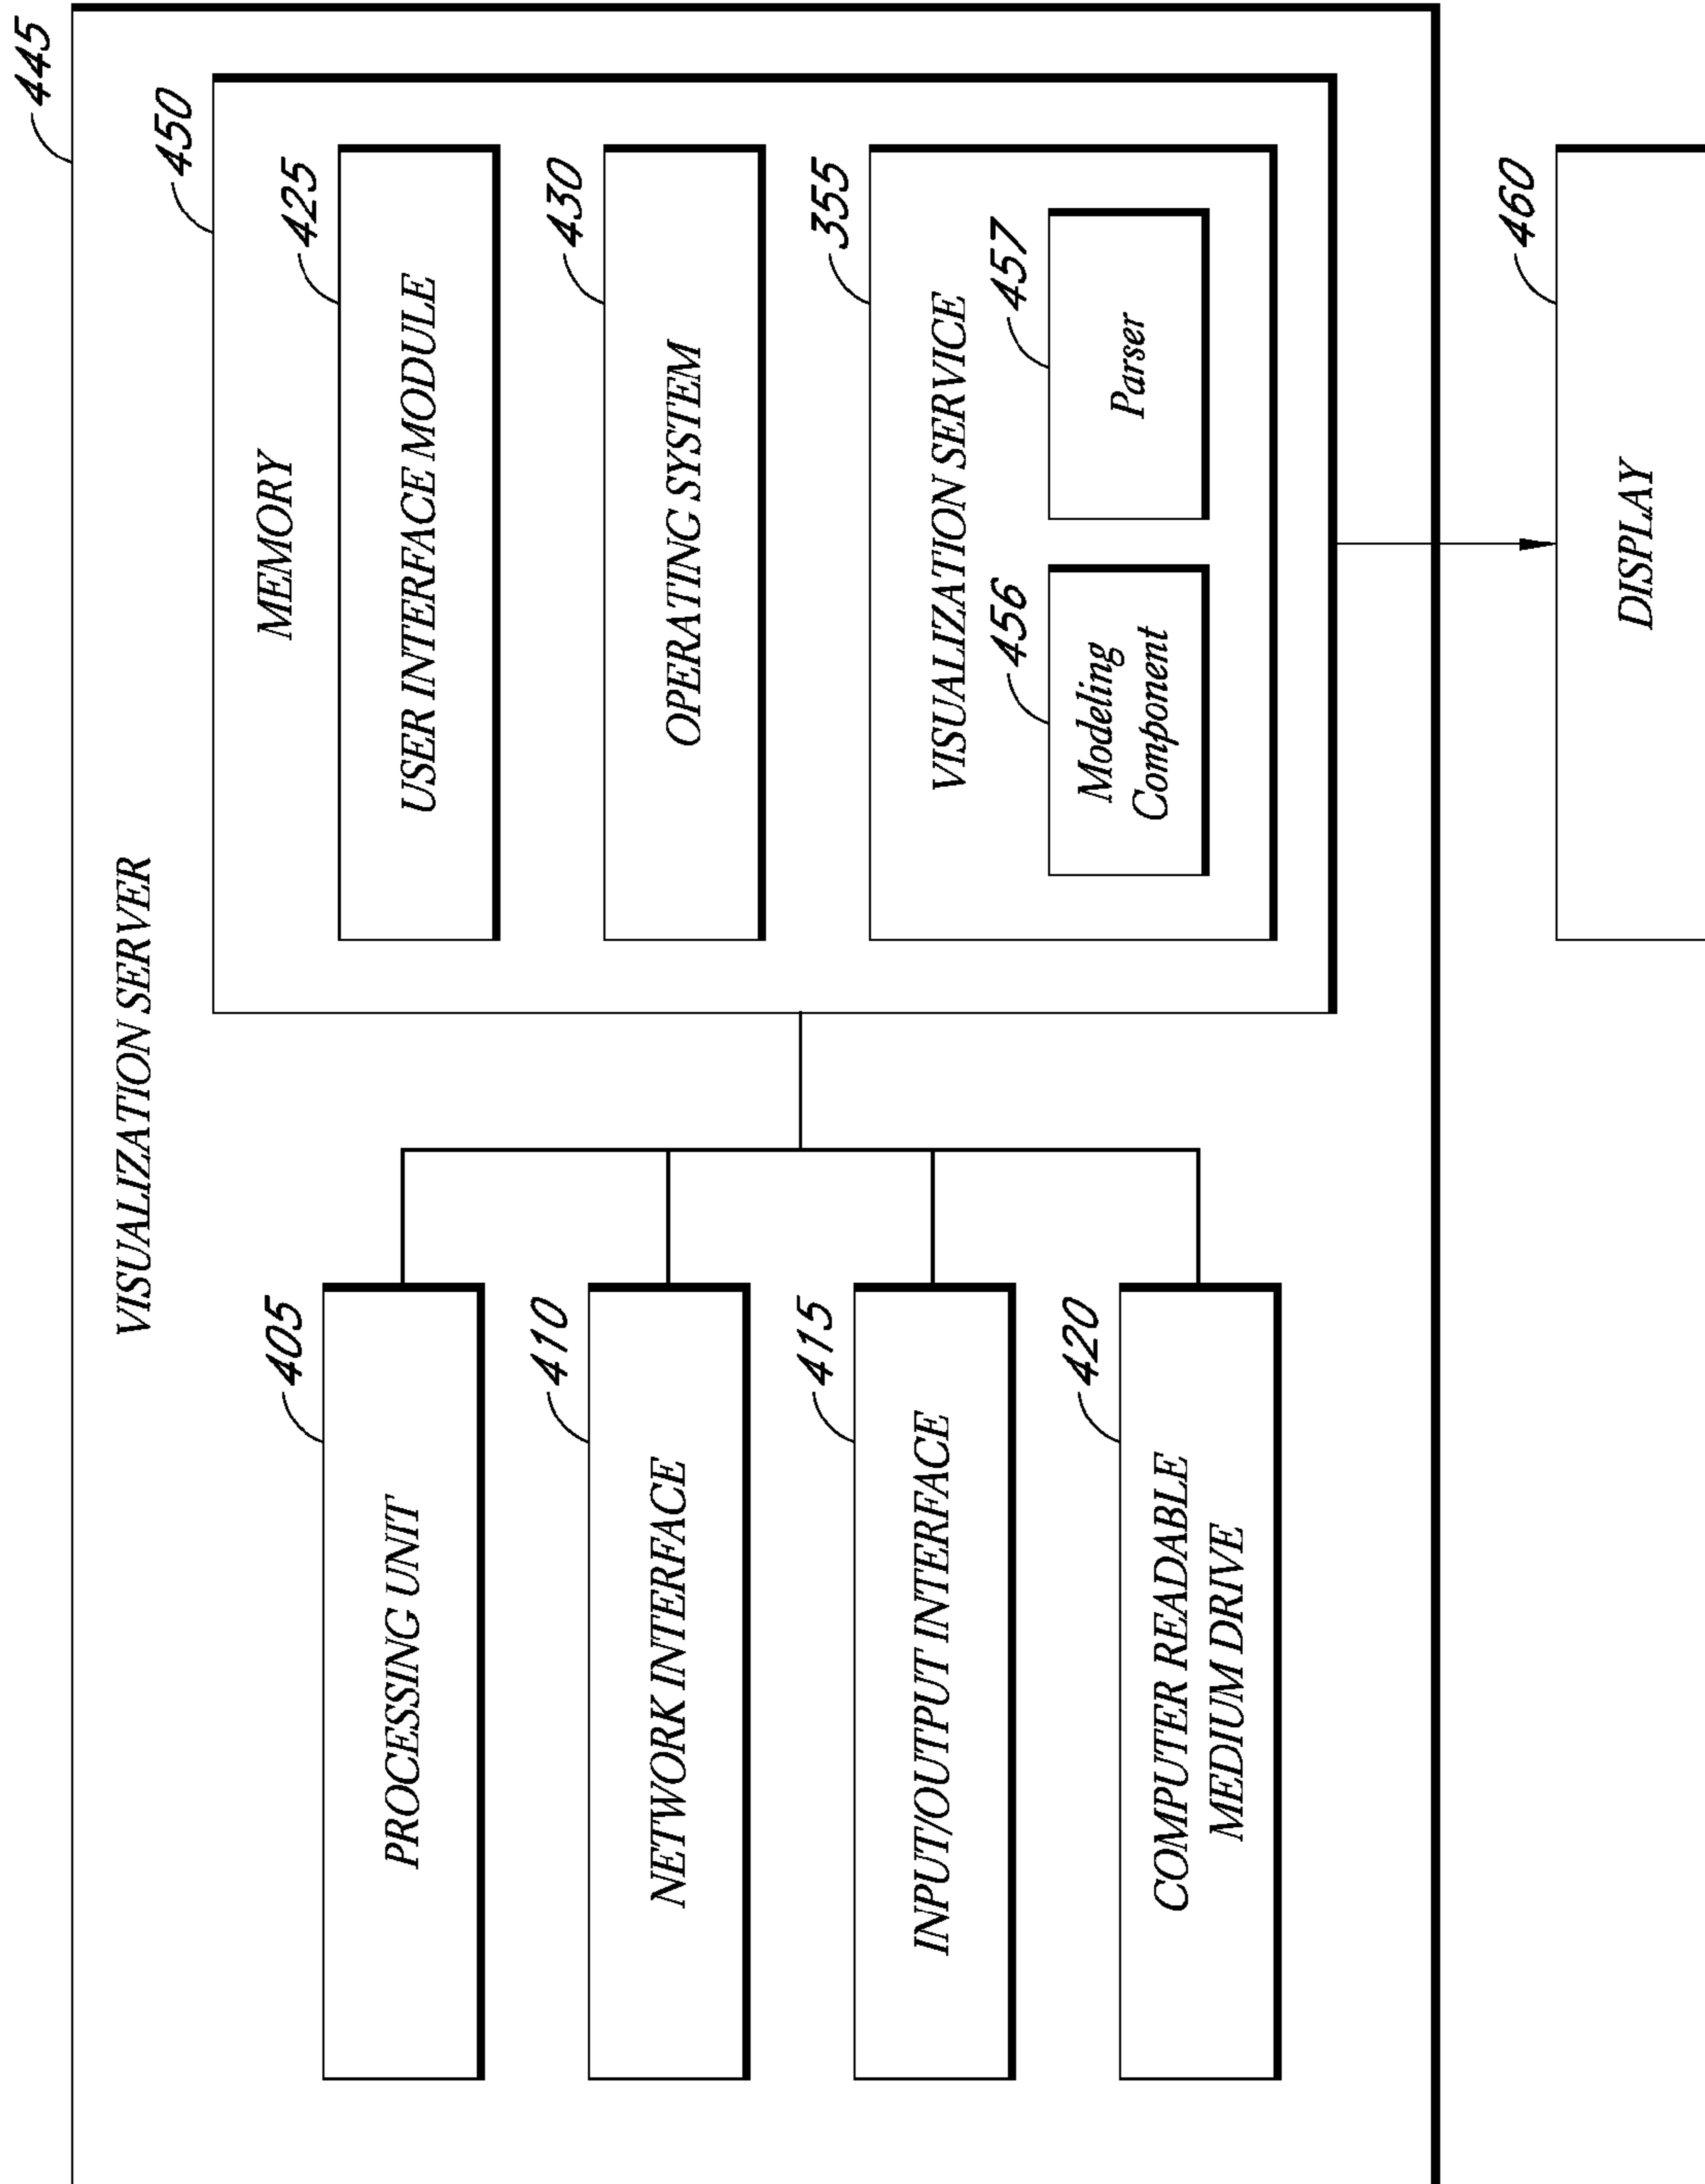 VISUALIZATION SERVER
445
405
PROCESSING UNIT
410
NETWORK INTERFACE
415
INPUT/OUTPUT INTERFACE
420
COMPUTER READABLE
MEDIUM DRIVE
450
MEMORY
425
USER INTERFACE MODULE
430
OPERATING SYSTEM
355
VISUALIZATION SERVICE
456
Modeling
Component
457
Parser
460
DISPLAY